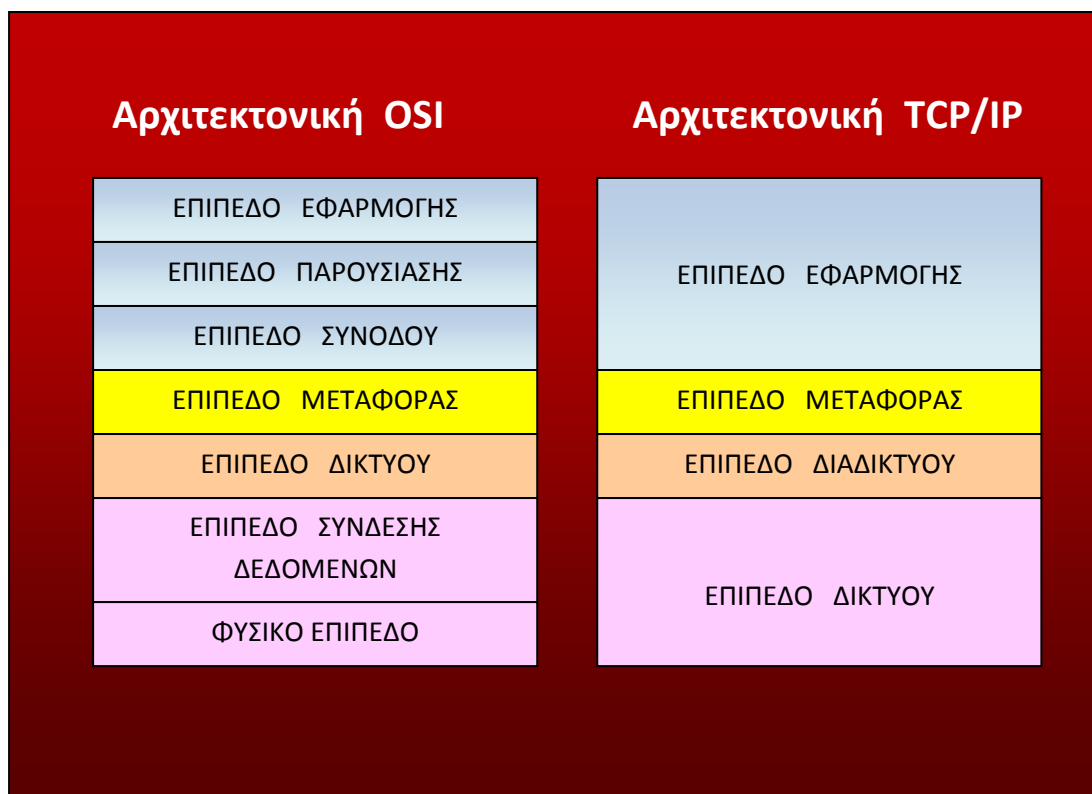 Αρχιτεκτονική OSI
ΕΠΙΠΕΔΟ ΕΦΑΡΜΟΓΗΣ
ΕΠΙΠΕΔΟ ΠΑΡΟΥΣΙΑΣΗΣ
ΕΠΙΠΕΔΟ ΣΥΝΟΔΟΥ
ΕΠΙΠΕΔΟ ΜΕΤΑΦΟΡΑΣ
ΕΠΙΠΕΔΟ ΔΙΚΤΥΟΥ
ΕΠΙΠΕΔΟ ΣΥΝΔΕΣΗΣ
ΔΕΔΟΜΕΝΩΝ
ΦΥΣΙΚΟ ΕΠΙΠΕΔΟ
Αρχιτεκτονική TCP/IP
ΕΠΙΠΕΔΟ ΕΦΑΡΜΟΓΗΣ
ΕΠΙΠΕΔΟ ΜΕΤΑΦΟΡΑΣ
ΕΠΙΠΕΔΟ ΔΙΑΔΙΚΤΥΟΥ
ΕΠΙΠΕΔΟ ΔΙΚΤΥΟΥ